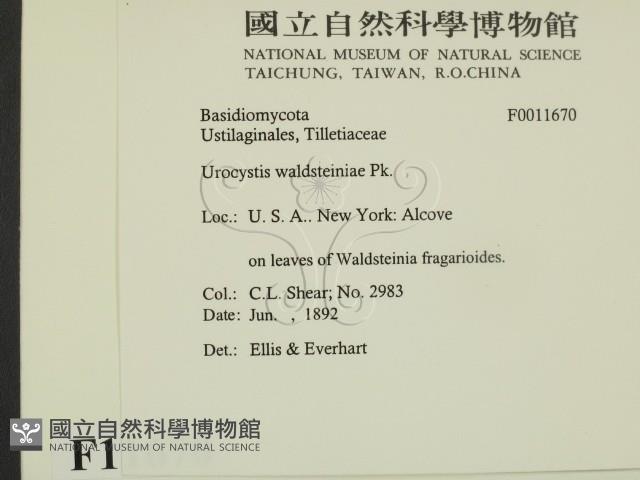 國立自然科學博物館
NATIONAL MUSEUM OF NATURAL SCIENCE
TAICHUNG, TAIWAN, R.O.CHINA
Basidiomycota F0011670
Ustilaginales, Tilletiaceae
Urocystis waldsteiniae Pk.
Loc.: U. S. A.. New York: Alcove
on leaves of Waldsteinia fragarioides.
Col.: C.L. Shear; No. 2983
Date: Jun. , 1892
Det.: Ellis & Everhart
國立自然科學博物館
NATIONAL MUSEUM OF NATURAL SCIENCE
F1